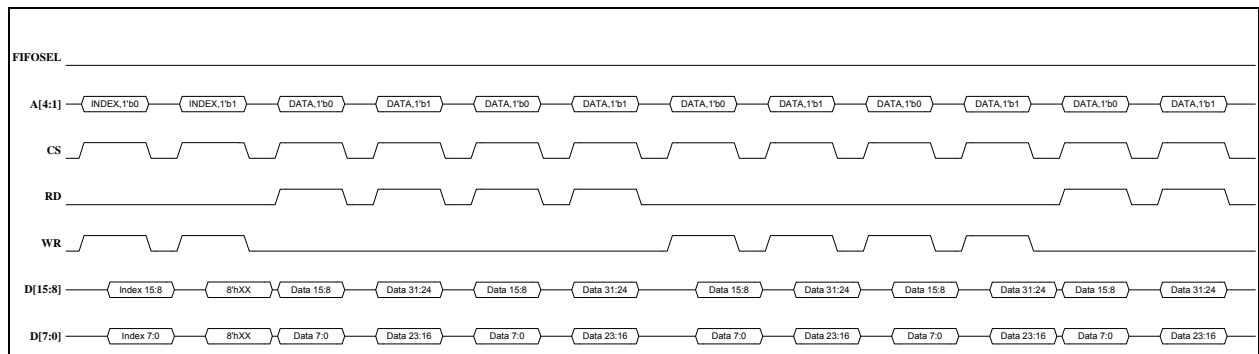 FIFOSEL
A[4:1] INDEX,1'b0 INDEX,1'b1 DATA,1'b0 DATA,1'b1 DATA,1'b0 DATA,1'b1 DATA,1'b0 DATA,1'b1 DATA,1'b0 DATA,1'b1 DATA,1'b0 DATA,1'b1
CS
RD
WR
D[15:8] Index 15:8 8'hXX Data 15:8 Data 31:24 Data 15:8 Data 31:24 Data 15:8 Data 31:24 Data 15:8 Data 31:24 Data 15:8 Data 31:24
D[7:0] Index 7:0 8'hXX Data 7:0 Data 23:16 Data 7:0 Data 23:16 Data 7:0 Data 23:16 Data 7:0 Data 23:16 Data 7:0 Data 23:16